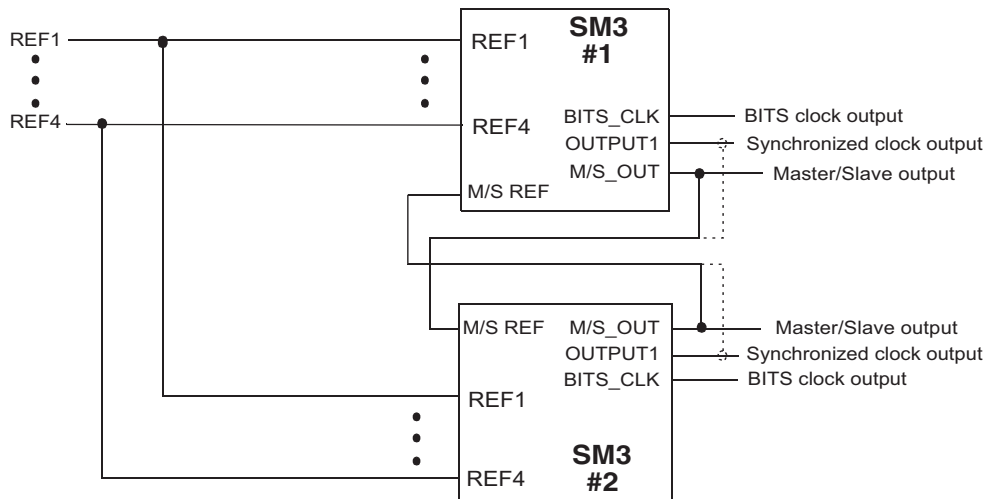 REF1
REF4
SM3
#1
REF1
REF4
BITS_CLK
OUTPUT1
M/S_OUT
M/S REF
BITS clock output
Synchronized clock output
Master/Slave output
M/S REF
M/S_OUT
OUTPUT1
BITS_CLK
REF1
REF4
SM3
#2
Master/Slave output
Synchronized clock output
BITS clock output